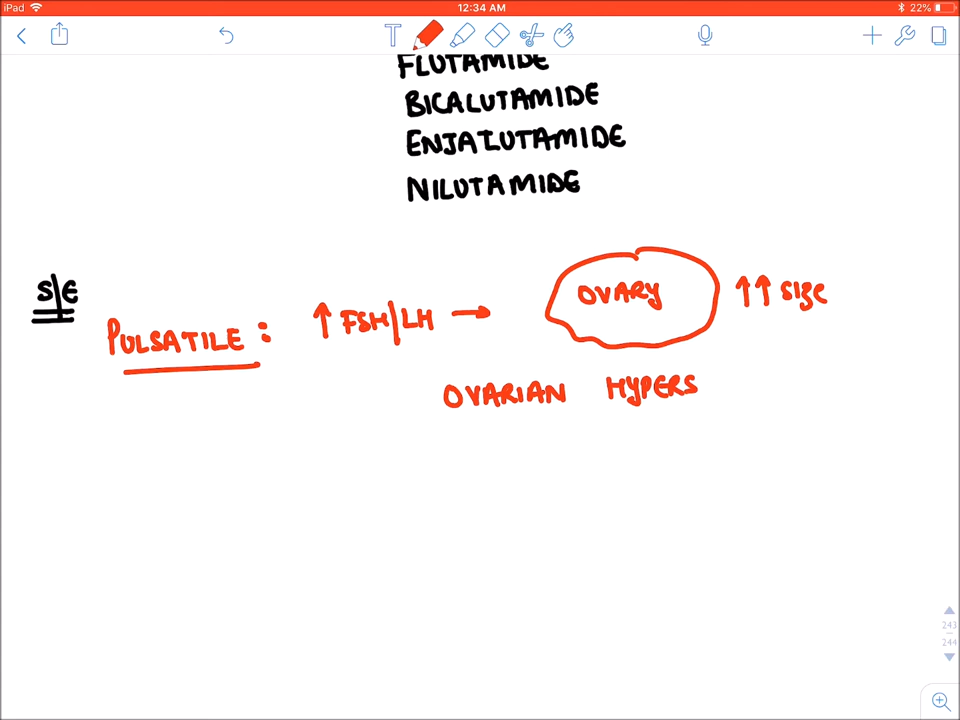 iPad 12:34 AM 22%
T
FLUTAMIDE
BICALUTAMIDE
ENJALUTAMIDE
NILUTAMIDE
S/E
PULSATILE : ↑ FSH/LH → OVARY ↑↑ SIZE
OVARIAN HYPERS
243
244